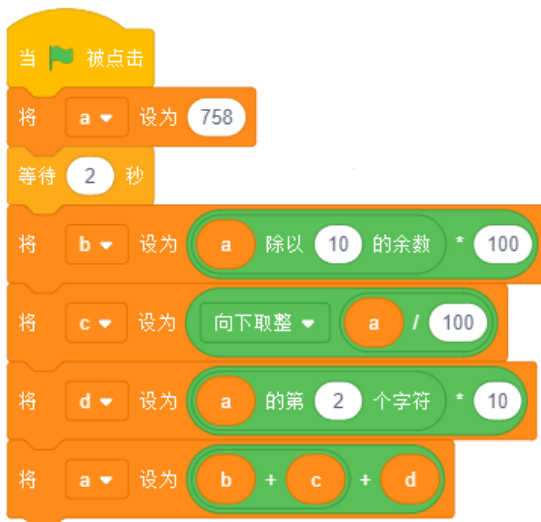 当 被点击
将 a 设为 758
等待 2 秒
将 b 设为 a 除以 10 的余数 * 100
将 c 设为 向下取整 a / 100
将 d 设为 a 的第 2 个字符 * 10
将 a 设为 b + c + d